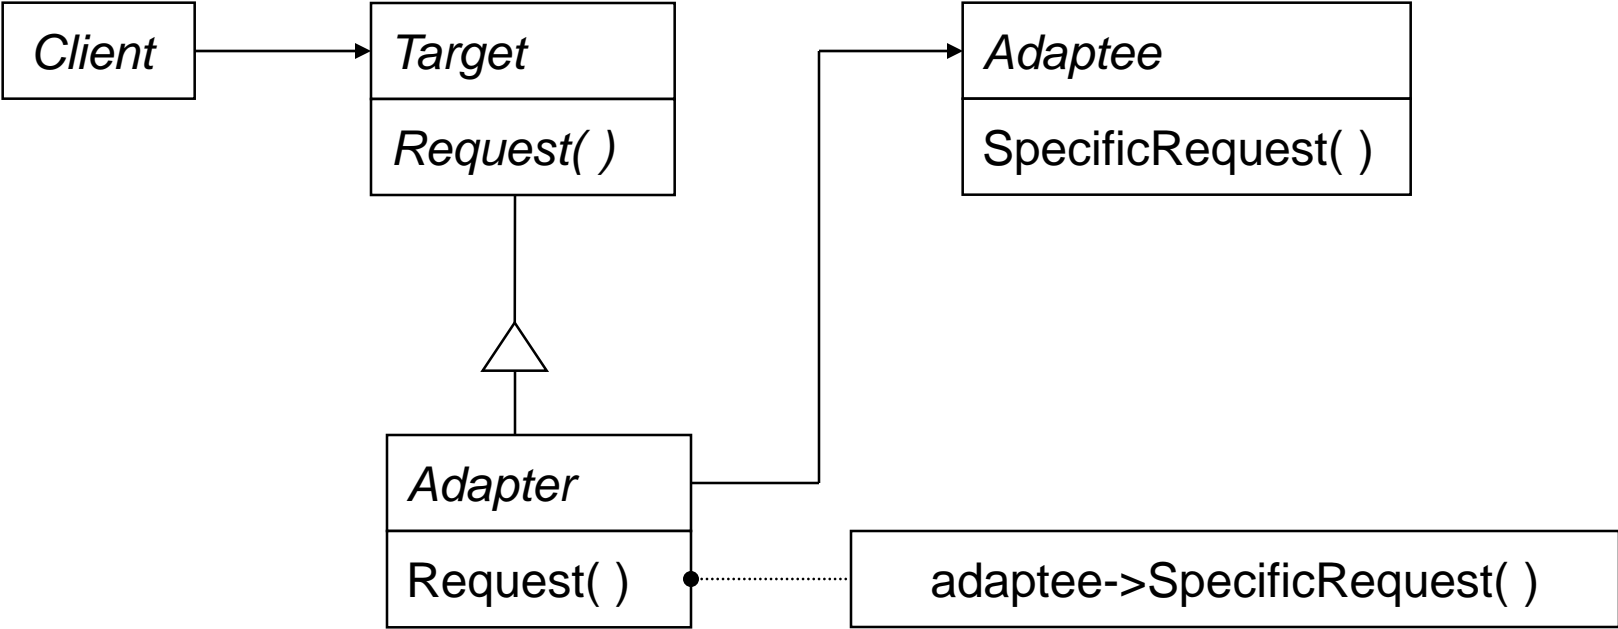 Client
Target
Request( )
Adaptee
SpecificRequest( )
Adapter
Request( )
adaptee->SpecificRequest( )